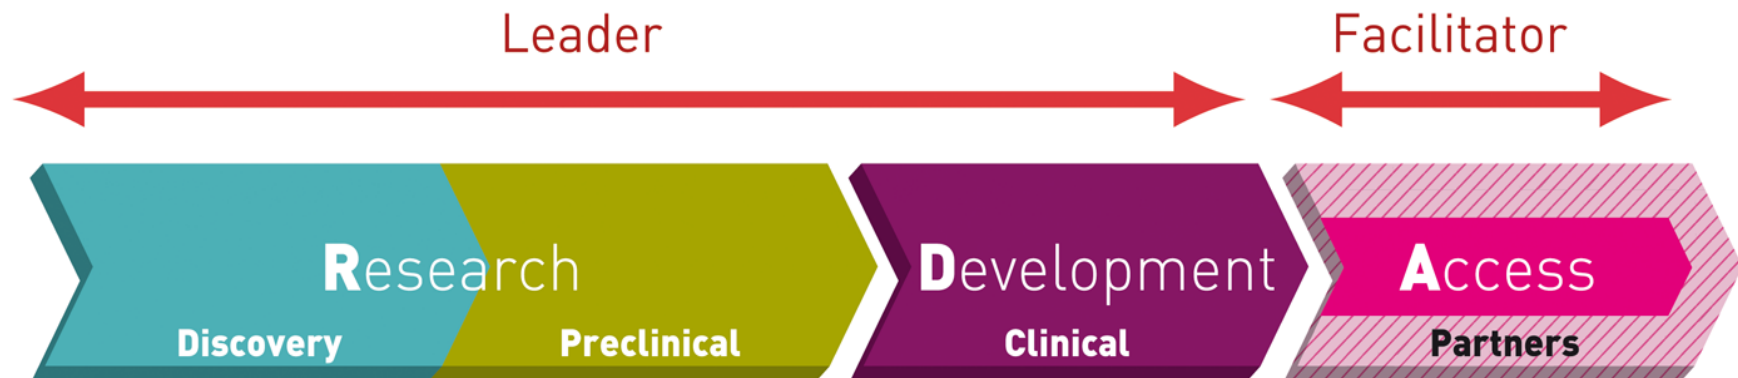 Leader
Facilitator
Research
Development
Access
Discovery
Preclinical
Clinical
Partners